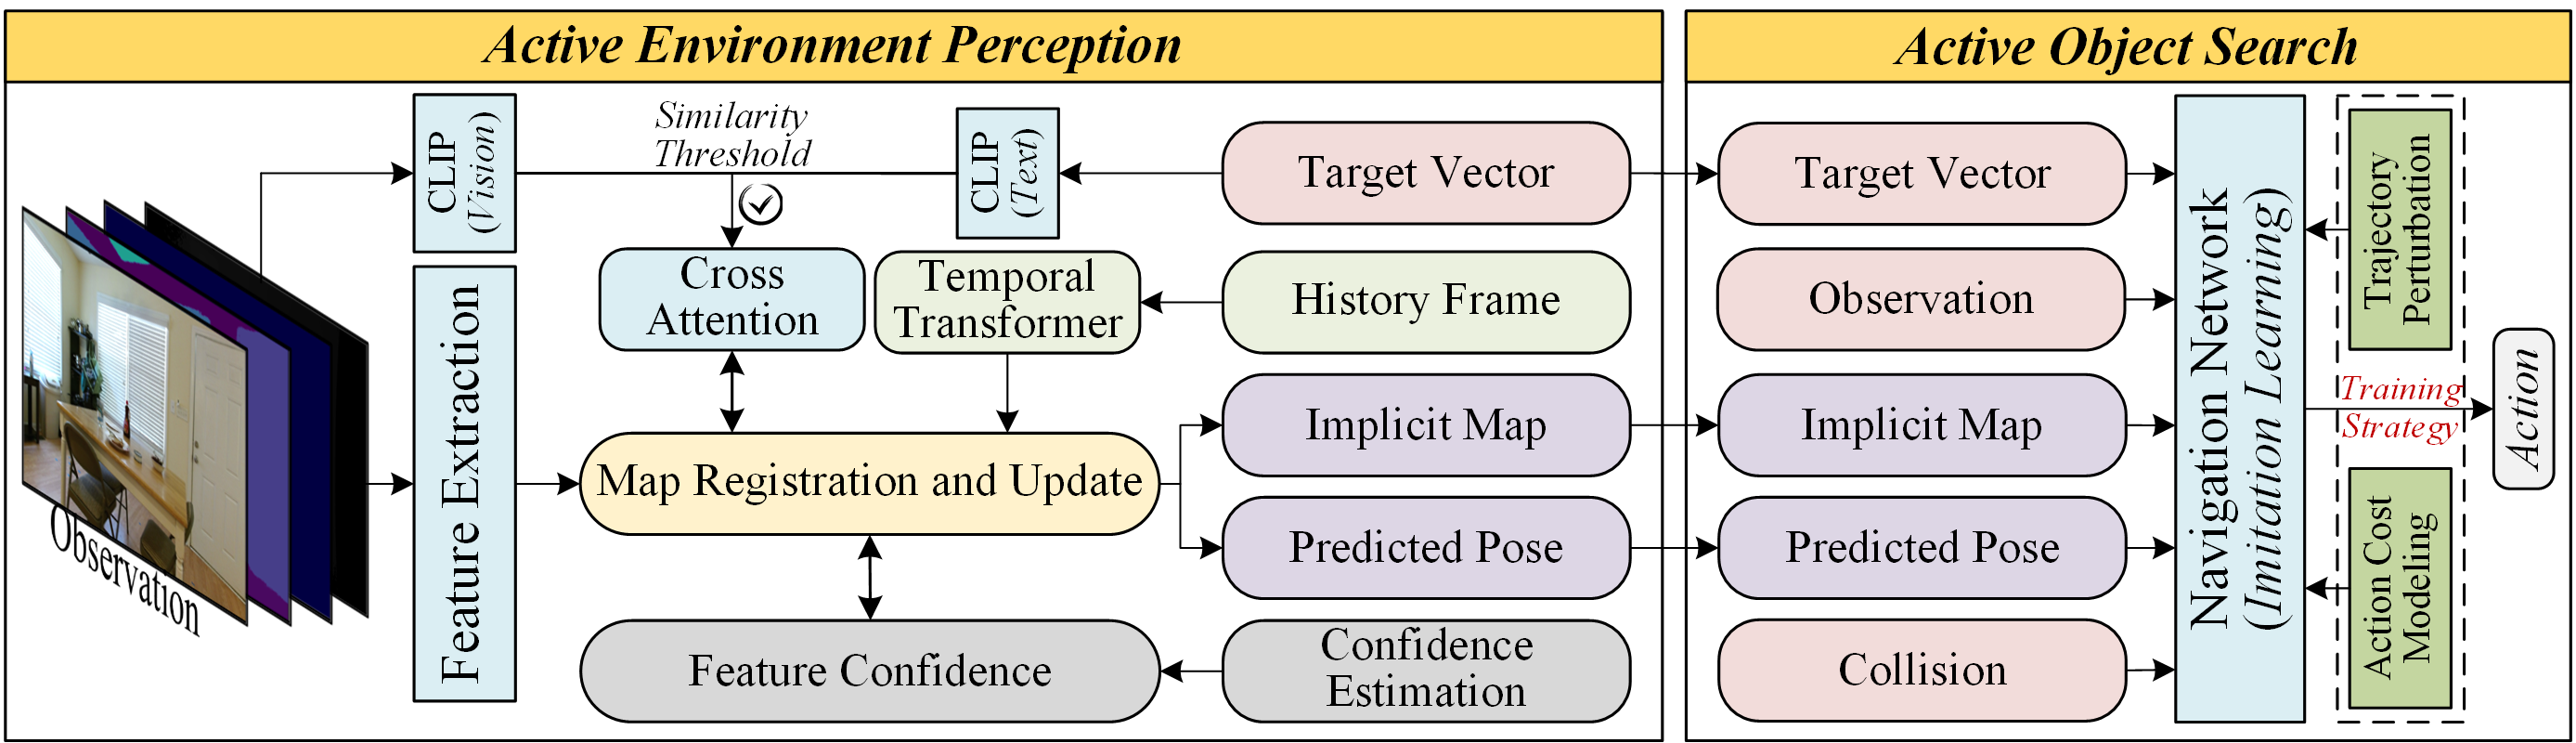 Active Environment Perception
CLIP
(Vision)
Similarity
Threshold
CLIP
(Text)
Target Vector
Cross
Attention
Temporal
Transformer
History Frame
Observation
Feature Extraction
Map Registration and Update
Implicit Map
Predicted Pose
Feature Confidence
Confidence
Estimation
Active Object Search
Target Vector
Observation
Implicit Map
Predicted Pose
Collision
Navigation Network
(Imitation Learning)
Trajectory
Perturbation
Training
Strategy
Action Cost
Modeling
Action